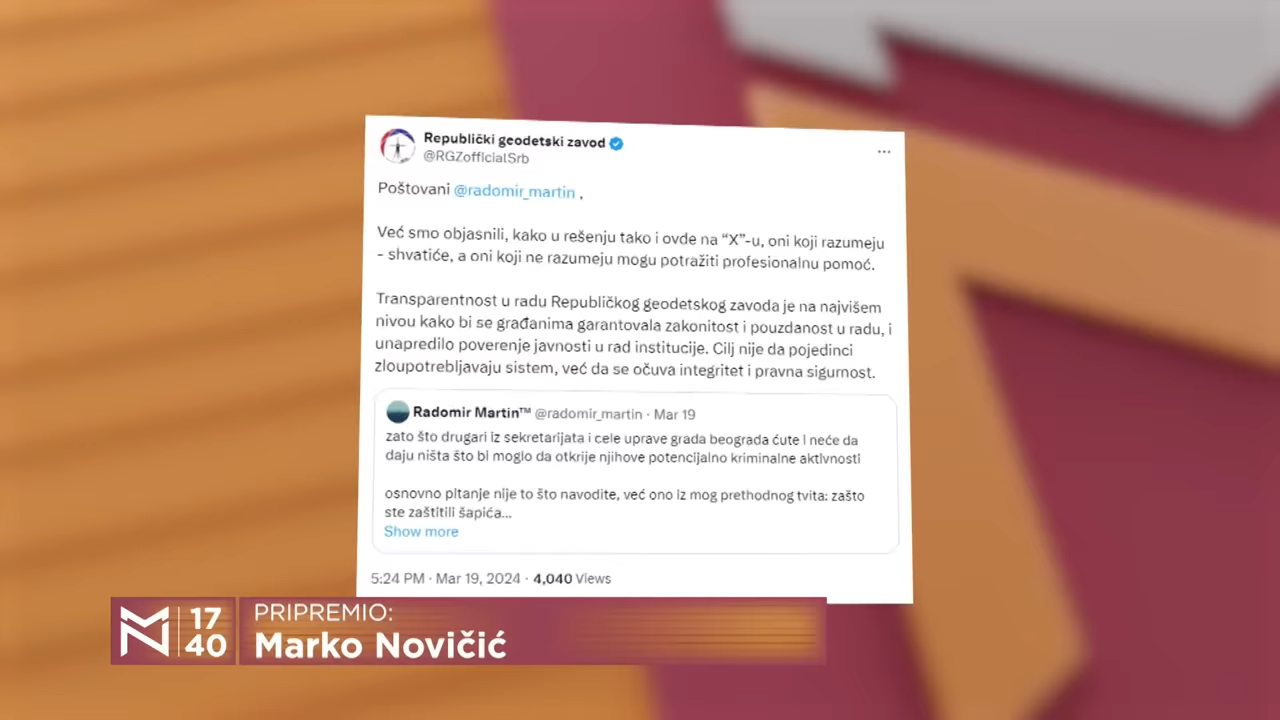 Republički geodetski zavod
@RGZofficialSrb
Poštovani @radomir_martin ,
Već smo objasnili, kako u rešenju tako i ovde na “X”-u, oni koji razumeju
- shvatiće, a oni koji ne razumeju mogu potražiti profesionalnu pomoć.
Transparentnost u radu Republičkog geodetskog zavoda je na najvišem
nivou kako bi se građanima garantovala zakonitost i pouzdanost u radu, i
unapredilo poverenje javnosti u rad institucije. Cilj nije da pojedinci
zloupotrebljavaju sistem, već da se očuva integritet i pravna sigurnost.
Radomir Martin™ @radomir_martin · Mar 19
zato što drugari iz sekretarijata i cele uprave grada beograda ćute i neće da
daju ništa što bi moglo da otkrije njihove potencijalno kriminalne aktivnosti
osnovno pitanje nije to što navodite, već ono iz mog prethodnog tvita: zašto
ste zaštitili šapića...
Show more
5:24 PM · Mar 19, 2024 · 4,040 Views
17
40
PRIPREMIO:
Marko Novičić